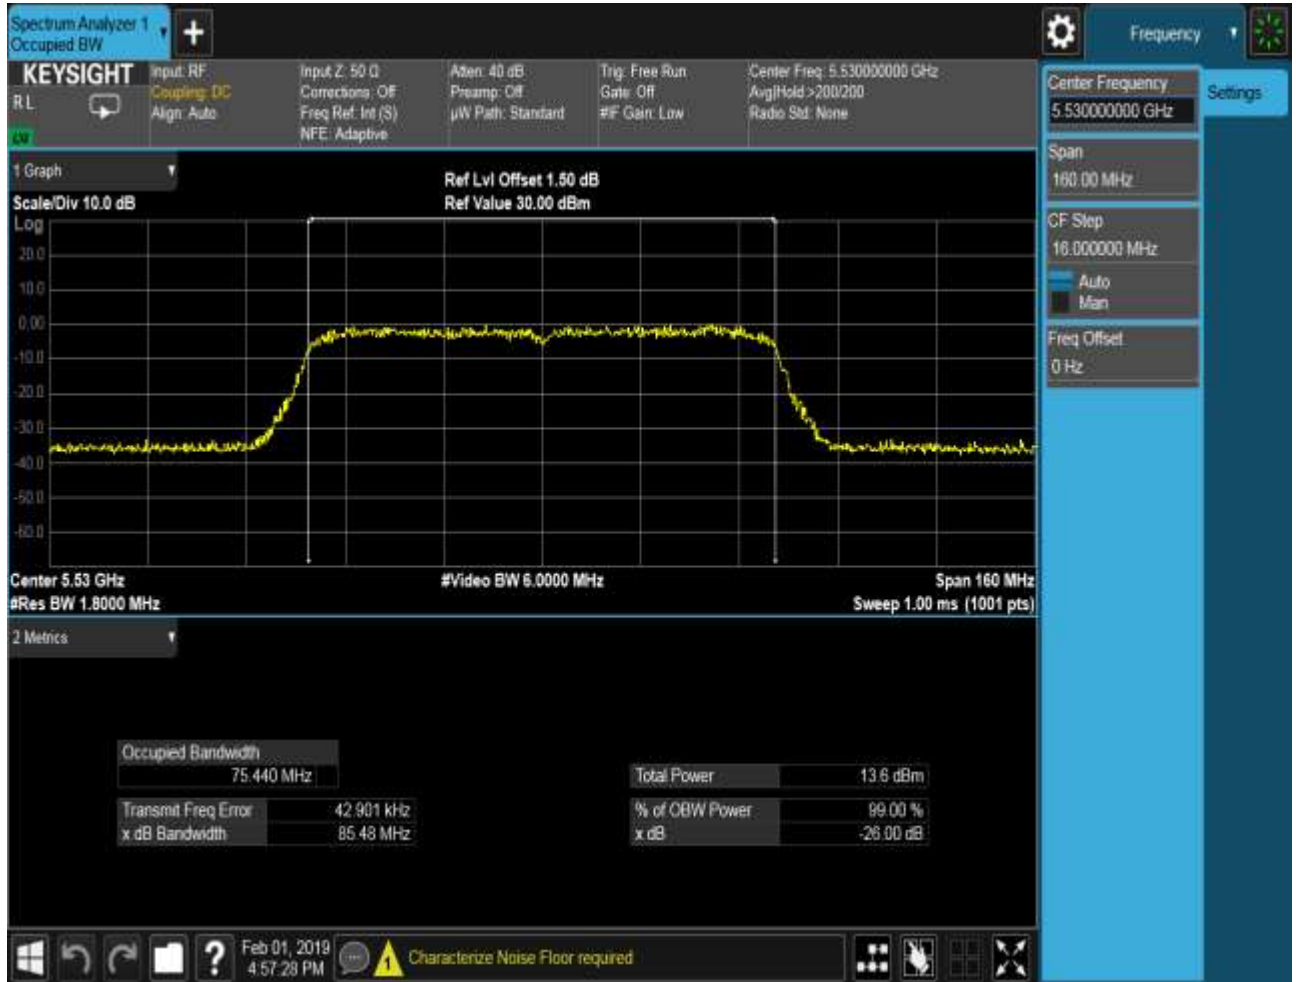 Spectrum Analyzer 1
Occupied BW
Frequency
KEYSIGHT
R L
Input: RF
Coupling: DC
Align: Auto
Input Z: 50 Ω
Corrections: Off
Freq Ref: Int (S)
NFE: Adaptive
Atten: 40 dB
Preamp: Off
µW Path: Standard
Trig: Free Run
Gate: Off
#IF Gain: Low
Center Freq: 5.530000000 GHz
Avg|Hold:>200/200
Radio Std: None
Center Frequency
5.530000000 GHz
Settings
Span
160.00 MHz
CF Step
16.000000 MHz
Auto
Man
Freq Offset
0 Hz
1 Graph
Scale/Div 10.0 dB
Ref Lvl Offset 1.50 dB
Ref Value 30.00 dBm
Log
20.0
10.0
0.00
-10.0
-20.0
-30.0
-40.0
-50.0
-60.0
Center 5.53 GHz
#Video BW 6.0000 MHz
Span 160 MHz
#Res BW 1.8000 MHz
Sweep 1.00 ms (1001 pts)
2 Metrics
Occupied Bandwidth
75.440 MHz
Total Power 13.6 dBm
Transmit Freq Error 42.901 kHz
% of OBW Power 99.00 %
x dB Bandwidth 85.48 MHz
x dB -26.00 dB
?
Feb 01, 2019
4:57:28 PM
1
Characterize Noise Floor required